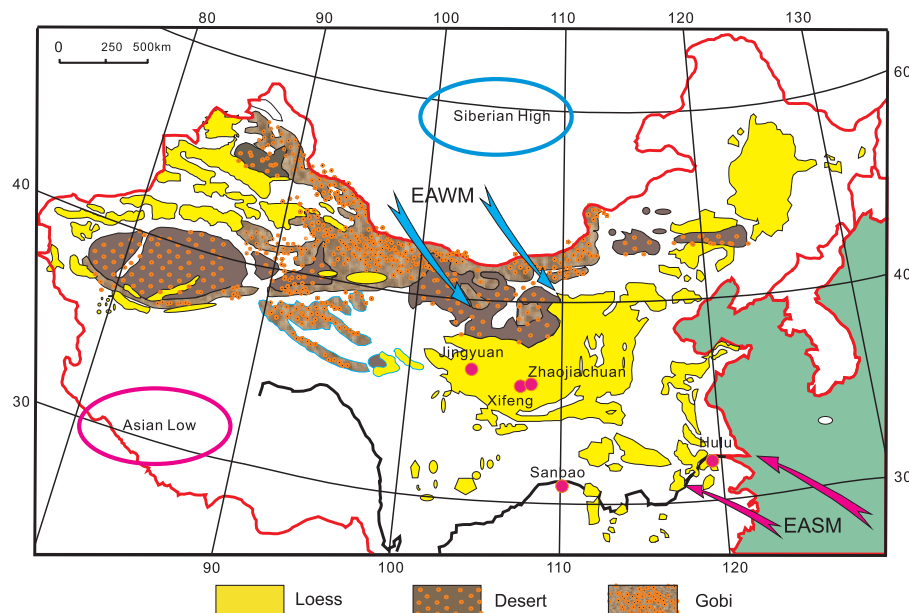 80
90
100
110
120
130
0
250
500km
60
Siberian High
40
EAWM
40
Jingyuan
Zhaojiachuan
Xifeng
30
Asian Low
Hulu
Sanbao
30
EASM
90
100
110
120
Loess
Desert
Gobi